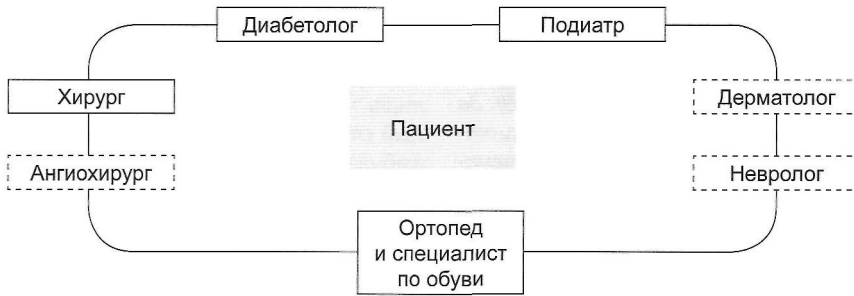 Диабетолог
Подиатр
Хирург
Дерматолог
Пациент
Ангиохирург
Невролог
Ортопед
и специалист
по обуви